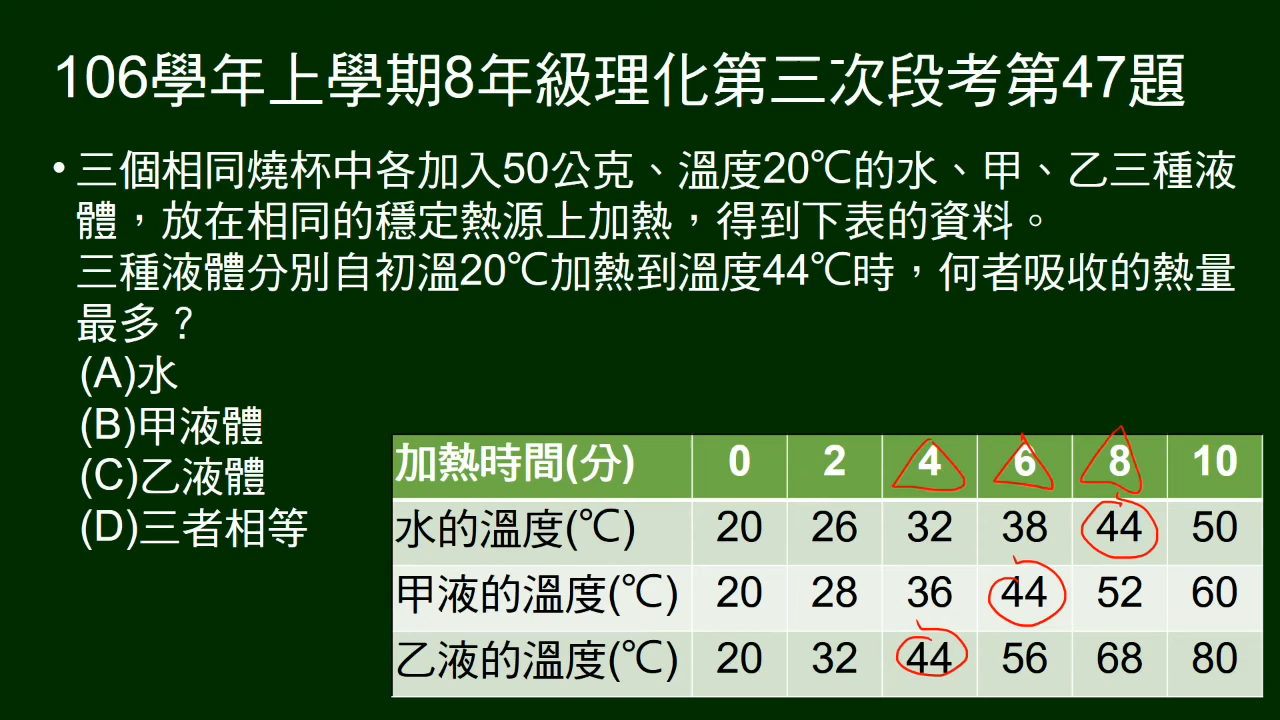 106學年上學期8年級理化第三次段考第47題
• 三個相同燒杯中各加入50公克、溫度20℃的水、甲、乙三種液
體，放在相同的穩定熱源上加熱，得到下表的資料。
三種液體分別自初溫20℃加熱到溫度44℃時，何者吸收的熱量
最多？
(A)水
(B)甲液體
(C)乙液體
(D)三者相等
加熱時間(分) 0 2 4 6 8 10
水的溫度(℃) 20 26 32 38 44 50
甲液的溫度(℃) 20 28 36 44 52 60
乙液的溫度(℃) 20 32 44 56 68 80